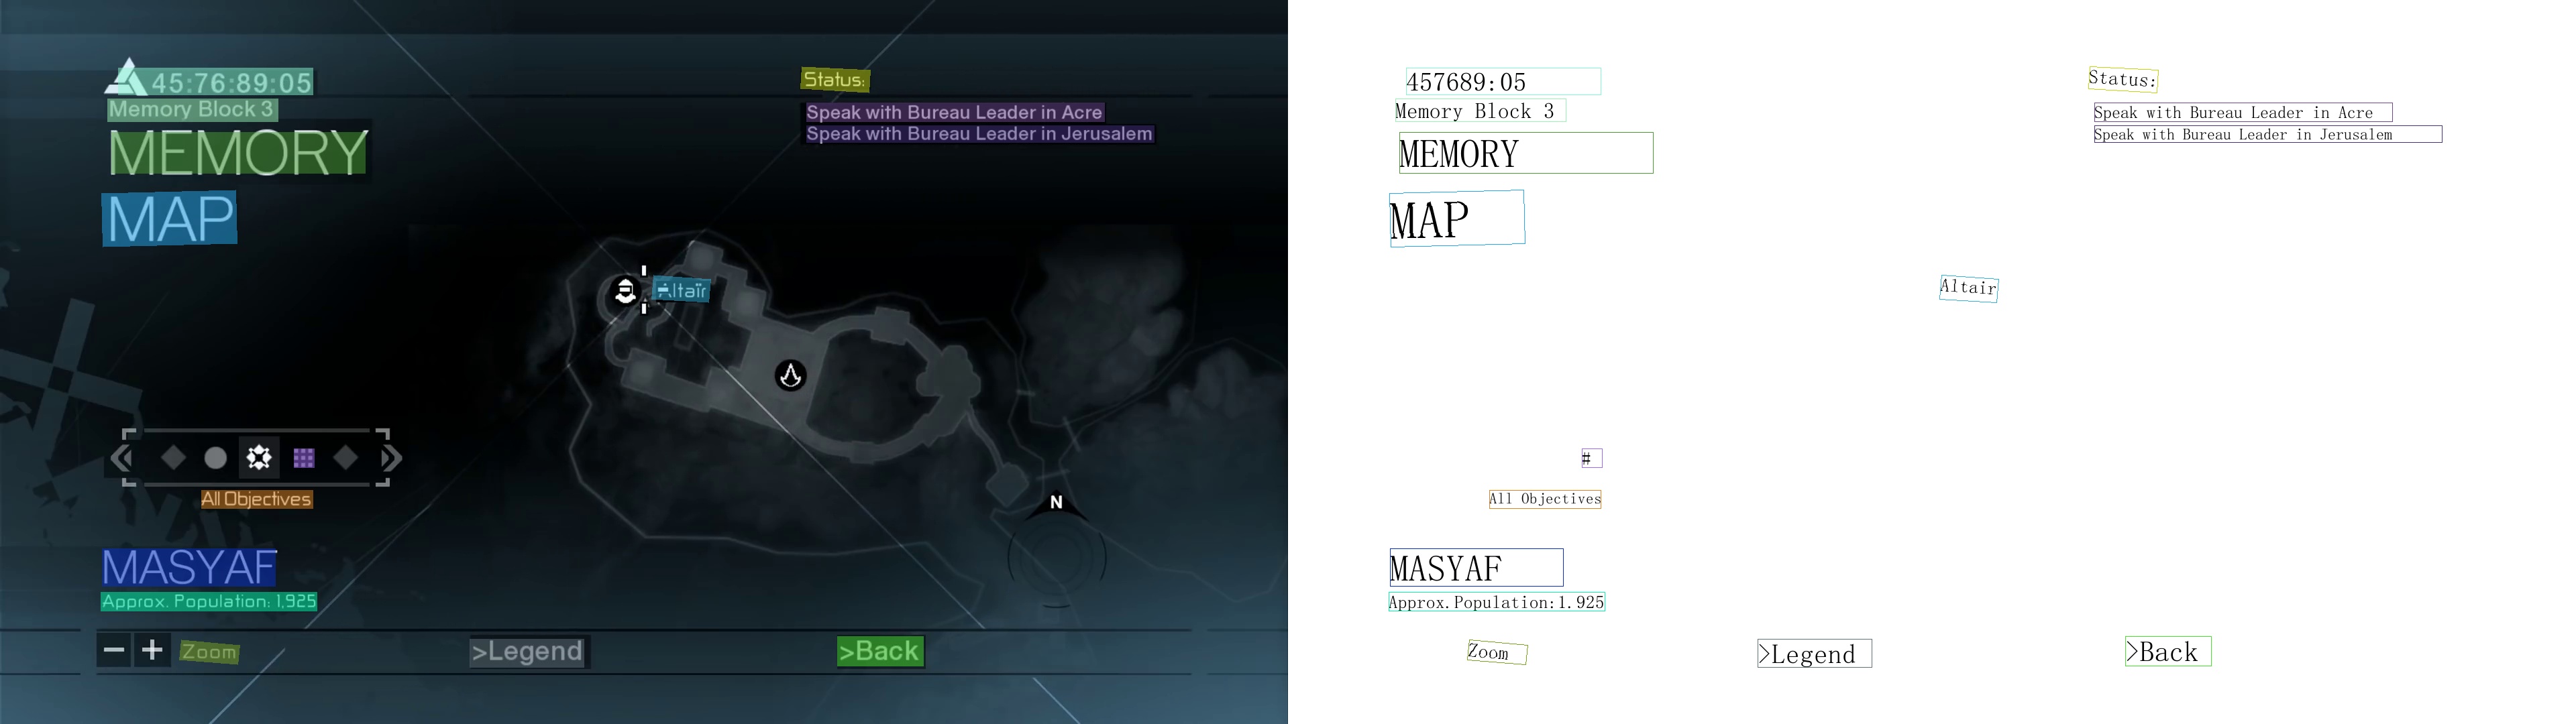 45:76:89:05
Memory Block 3
MEMORY
MAP
Status:
Speak with Bureau Leader in Acre
Speak with Bureau Leader in Jerusalem
Altaïr
N
All Objectives
MASYAF
Approx. Population: 1,925
Zoom
>Legend
>Back
457689:05
Memory Block 3
MEMORY
MAP
Status:
Speak with Bureau Leader in Acre
Speak with Bureau Leader in Jerusalem
Altair
#
All Objectives
MASYAF
Approx.Population:1.925
Zoom
>Legend
>Back